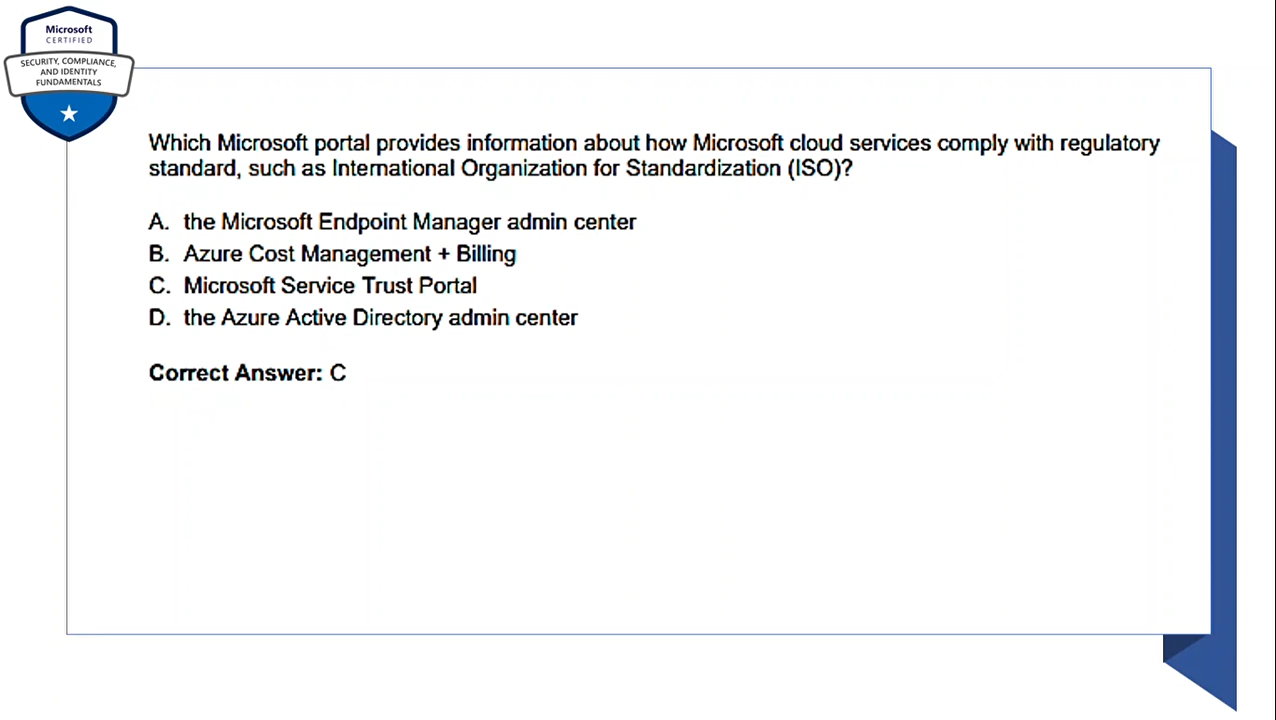 Microsoft
CERTIFIED
SECURITY, COMPLIANCE,
AND IDENTITY
FUNDAMENTALS
Which Microsoft portal provides information about how Microsoft cloud services comply with regulatory
standard, such as International Organization for Standardization (ISO)?
A. the Microsoft Endpoint Manager admin center
B. Azure Cost Management + Billing
C. Microsoft Service Trust Portal
D. the Azure Active Directory admin center
Correct Answer: C